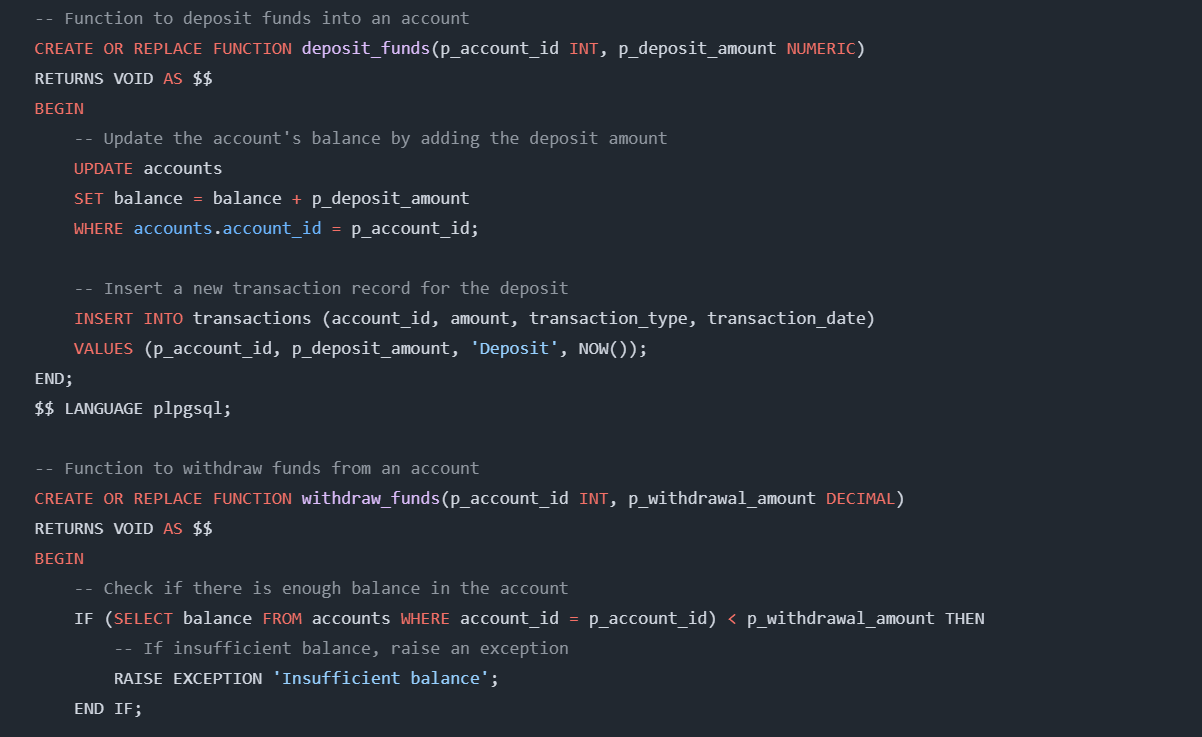 -- Function to deposit funds into an account
CREATE OR REPLACE FUNCTION deposit_funds(p_account_id INT, p_deposit_amount NUMERIC)
RETURNS VOID AS $$
BEGIN
    -- Update the account's balance by adding the deposit amount
    UPDATE accounts
    SET balance = balance + p_deposit_amount
    WHERE accounts.account_id = p_account_id;

    -- Insert a new transaction record for the deposit
    INSERT INTO transactions (account_id, amount, transaction_type, transaction_date)
    VALUES (p_account_id, p_deposit_amount, 'Deposit', NOW());
END;
$$ LANGUAGE plpgsql;

-- Function to withdraw funds from an account
CREATE OR REPLACE FUNCTION withdraw_funds(p_account_id INT, p_withdrawal_amount DECIMAL)
RETURNS VOID AS $$
BEGIN
    -- Check if there is enough balance in the account
    IF (SELECT balance FROM accounts WHERE account_id = p_account_id) < p_withdrawal_amount THEN
        -- If insufficient balance, raise an exception
        RAISE EXCEPTION 'Insufficient balance';
    END IF;